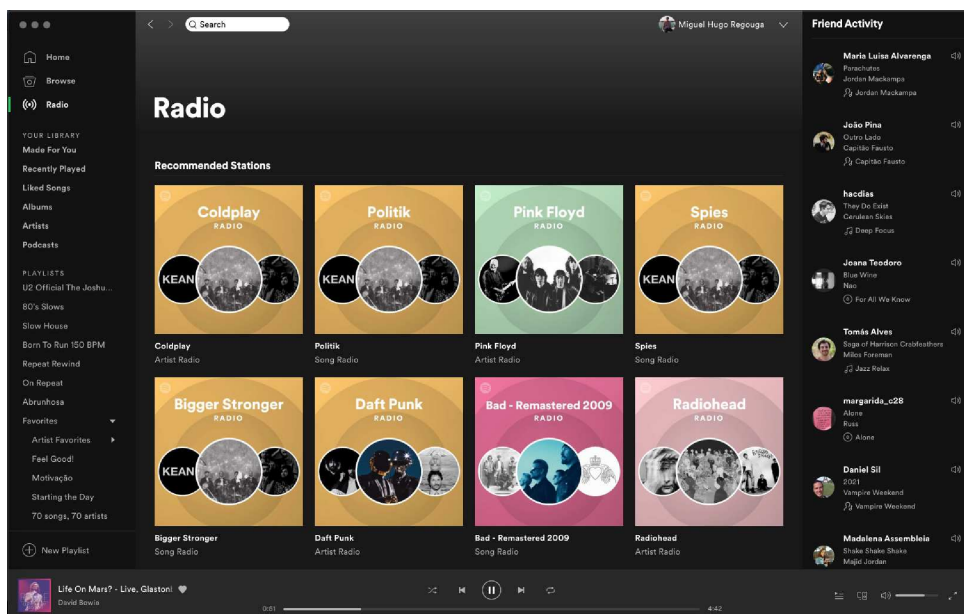 Search
Miguel Hugo Regouga
Home
Browse
Radio
YOUR LIBRARY
Made For You
Recently Played
Liked Songs
Albums
Artists
Podcasts
PLAYLISTS
U2 Official The Joshu...
80's Slows
Slow House
Born To Run 150 BPM
Repeat Rewind
On Repeat
Abrunhosa
Favorites
Artist Favorites
Feel Good!
Motivação
Starting the Day
70 songs, 70 artists
New Playlist
Radio
Recommended Stations
Coldplay
RADIO
KEAN
Coldplay
Artist Radio
Politik
RADIO
KEAN
Politik
Song Radio
Pink Floyd
RADIO
Pink Floyd
Artist Radio
Spies
RADIO
KEAN
Spies
Song Radio
Bigger Stronger
RADIO
KEAN
Bigger Stronger
Song Radio
Daft Punk
RADIO
Daft Punk
Artist Radio
Bad - Remastered 2009
RADIO
Bad - Remastered 2009
Song Radio
Radiohead
RADIO
Radiohead
Artist Radio
Friend Activity
Maria Luisa Alvarenga
Parachutes
Jordan Mackampa
Jordan Mackampa
João Pina
Outro Lado
Capitão Fausto
Capitão Fausto
hacdias
They Do Exist
Cerulean Skies
Deep Focus
Joana Teodoro
Blue Wine
Nao
For All We Know
Tomás Alves
Saga of Harrison Crabfeathers
Milos Foreman
Jazz Relax
margarida_c28
Alone
Russ
Alone
Daniel Sil
2021
Vampire Weekend
Vampire Weekend
Madalena Assembleia
Shake Shake Shake
Majid Jordan
Life On Mars? - Live, Glastonl
David Bowie
0:51
4:42